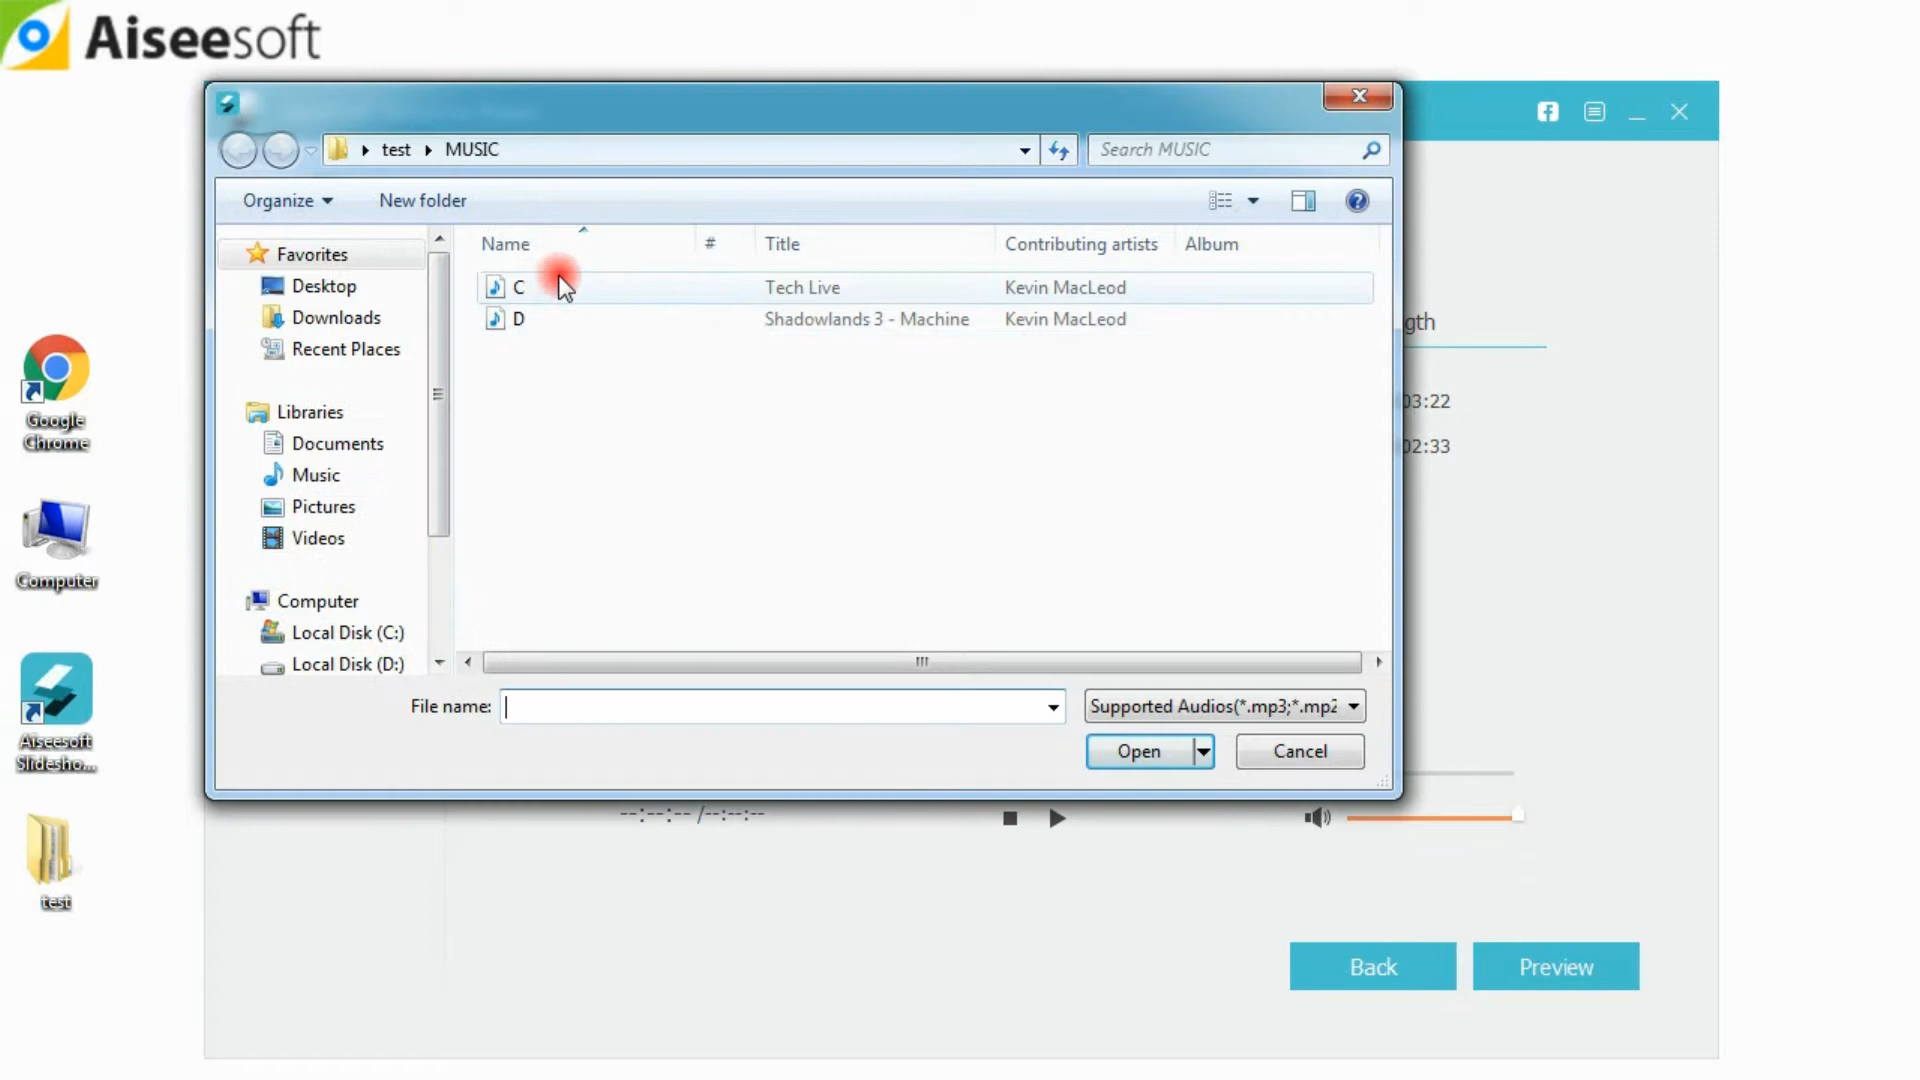 Aiseesoft
test MUSIC
Search MUSIC
Organize New folder
Name # Title Contributing artists Album
C Tech Live Kevin MacLeod
D Shadowlands 3 - Machine Kevin MacLeod
Favorites
Desktop
Downloads
Recent Places
Libraries
Documents
Music
Pictures
Videos
Computer
Local Disk (C:)
Local Disk (D:)
File name:
Supported Audios(*.mp3;*.mp2
Open Cancel
gth
03:22
02:33
--:--:-- /--:--:--
Back Preview
Google
Chrome
Computer
Aiseesoft
Slidesho...
test